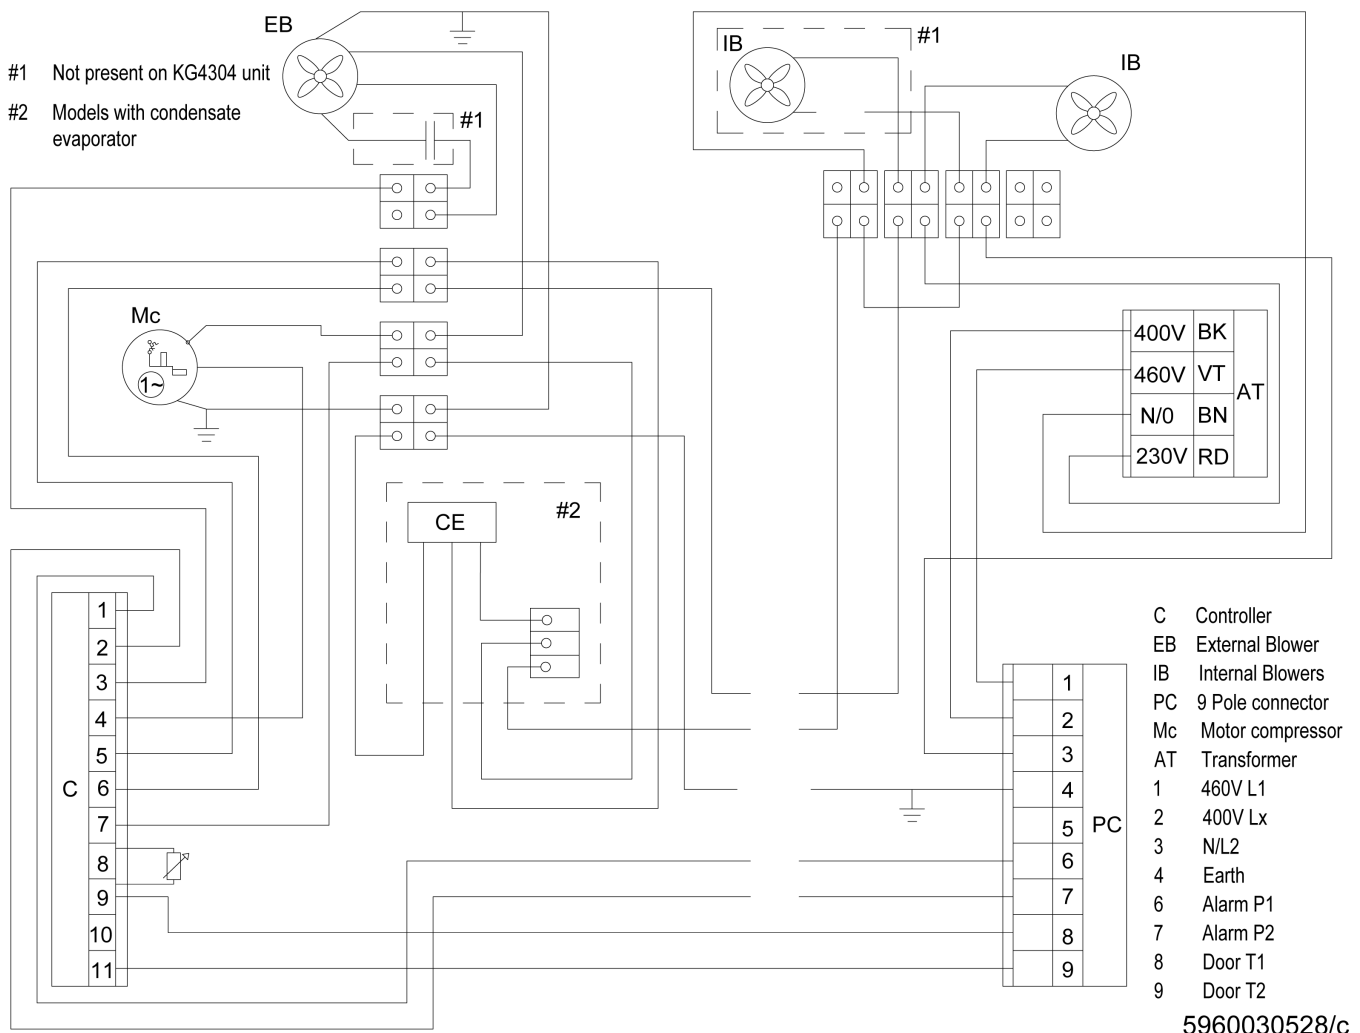 EB
#1 Not present on KG4304 unit
#2 Models with condensate
evaporator
#1
IB
#1
IB
Mc
1~
400V BK
460V VT
N/0 BN
230V RD
AT
CE
#2
C
1
2
3
4
5
6
7
8
9
10
11
1
2
3
4
5
6
7
8
9
PC
C Controller
EB External Blower
IB Internal Blowers
PC 9 Pole connector
Mc Motor compressor
AT Transformer
1 460V L1
2 400V Lx
3 N/L2
4 Earth
6 Alarm P1
7 Alarm P2
8 Door T1
9 Door T2
5960030528/c